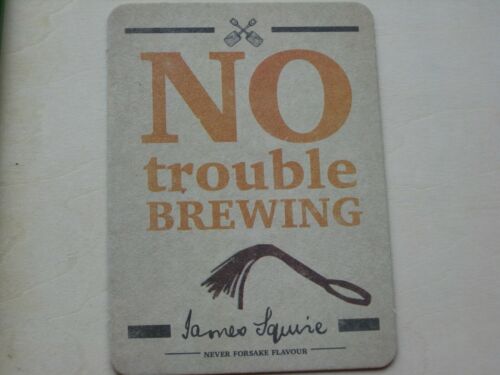 NO
trouble
BREWING
James Squire
NEVER FORSAKE FLAVOUR